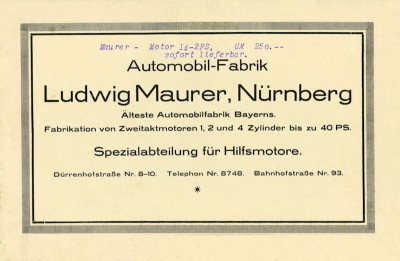 Maurer - Motor 1½-2PS, UM 250.--
sofort lieferbar.
Automobil-Fabrik
Ludwig Maurer, Nürnberg
Älteste Automobilfabrik Bayerns.
Fabrikation von Zweitaktmotoren 1, 2 und 4 Zylinder bis zu 40 PS.
Spezialabteilung für Hilfsmotore.
Dürrenhofstraße Nr. 8-10. Telephon Nr. 8748. Bahnhofstraße Nr. 93.